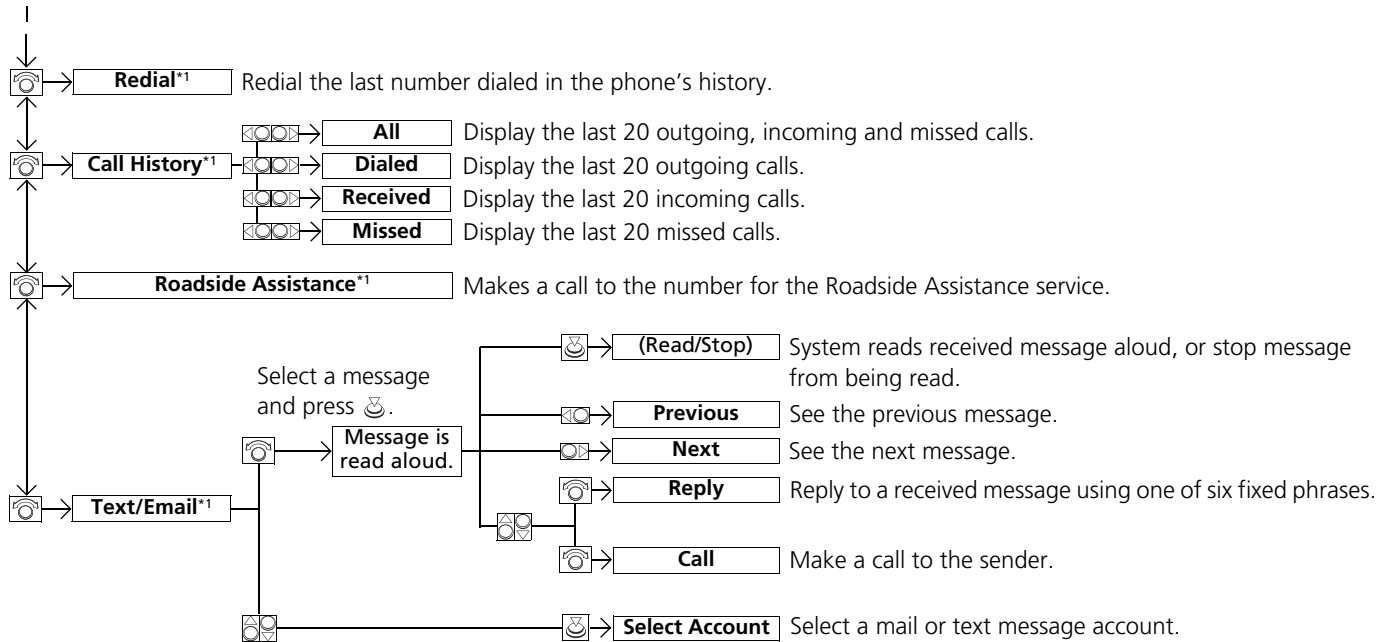 Redial*1 Redial the last number dialed in the phone's history.
All Display the last 20 outgoing, incoming and missed calls.
Call History*1 Dialed Display the last 20 outgoing calls.
Received Display the last 20 incoming calls.
Missed Display the last 20 missed calls.
Roadside Assistance*1 Makes a call to the number for the Roadside Assistance service.
(Read/Stop) System reads received message aloud, or stop message
from being read.
Select a message
and press .
Previous See the previous message.
Message is
read aloud.
Next See the next message.
Reply Reply to a received message using one of six fixed phrases.
Text/Email*1
Call Make a call to the sender.
Select Account Select a mail or text message account.